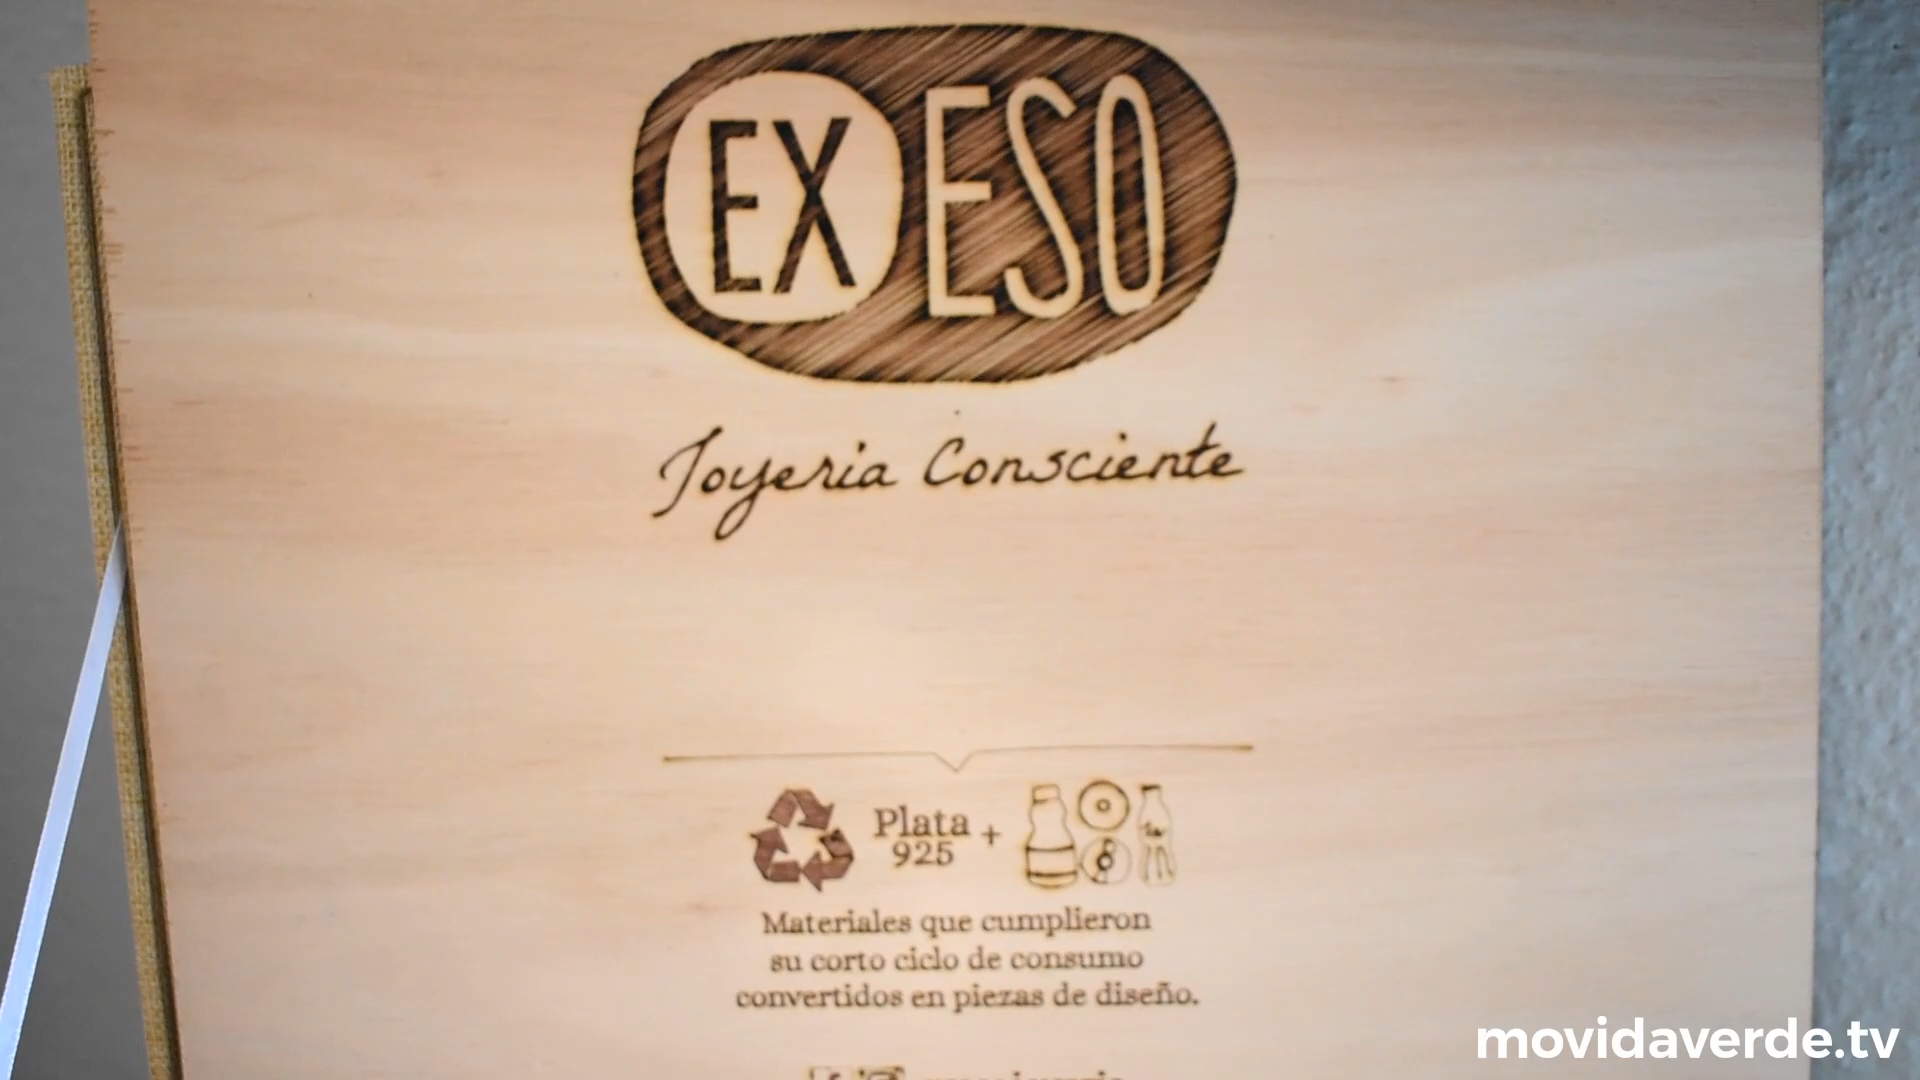 EX ESO
Joyeria Consciente
Plata
925 +
Materiales que cumplieron
su corto ciclo de consumo
convertidos en piezas de diseño.
movidaverde.tv